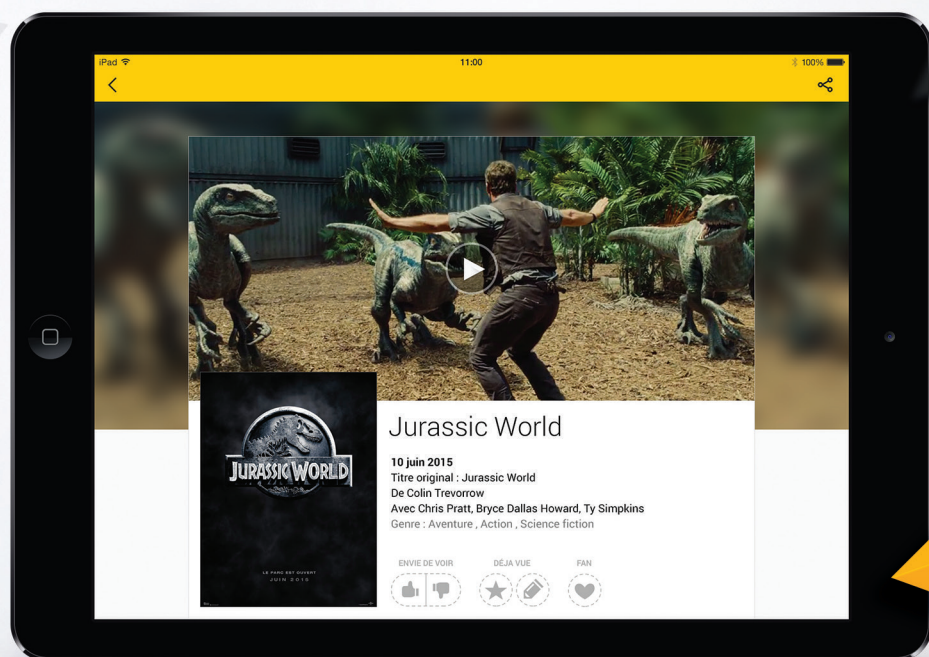 iPad
11:00
100%
JURASSIC WORLD
LE PARC EST OUVERT
JUIN 2015
Jurassic World
10 juin 2015
Titre original : Jurassic World
De Colin Trevorrow
Avec Chris Pratt, Bryce Dallas Howard, Ty Simpkins
Genre : Aventure , Action , Science fiction
ENVIE DE VOIR
DÉJA VUE
FAN